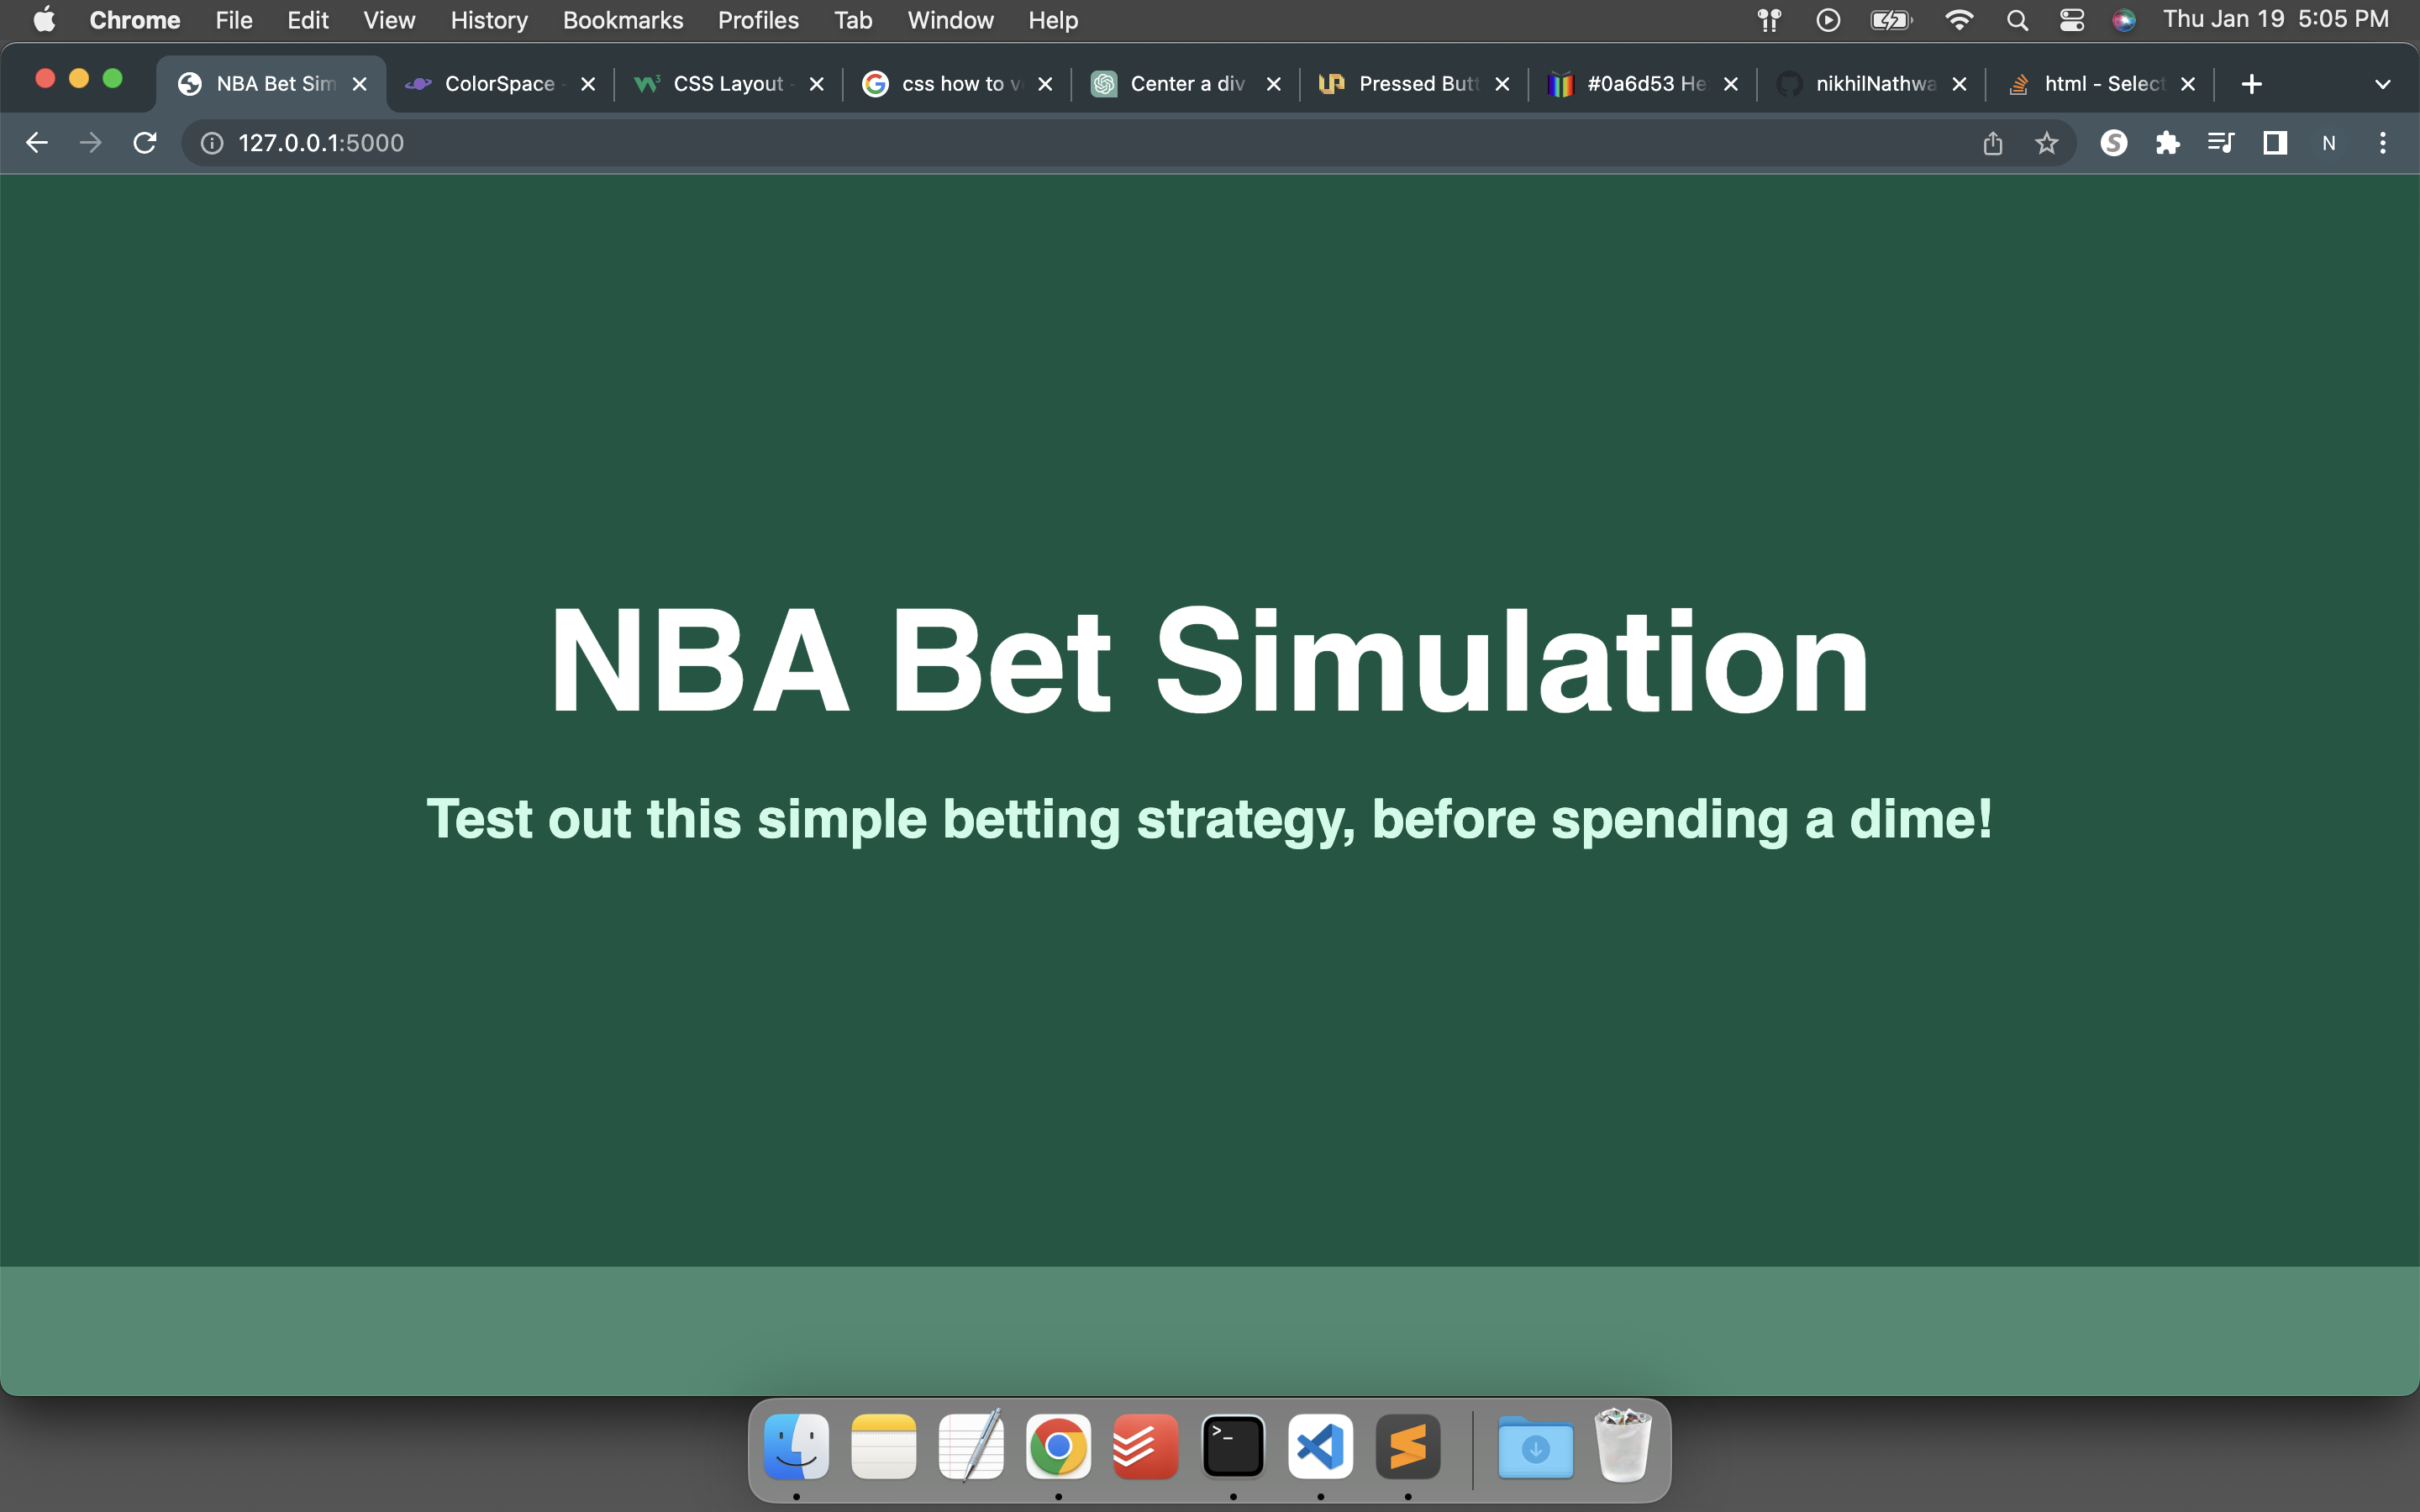 Chrome File Edit View History Bookmarks Profiles Tab Window Help Thu Jan 19 5:05 PM
NBA Bet Sim ColorSpace - CSS Layout - css how to v Center a div Pressed Butt #0a6d53 He nikhilNathwa html - Select
127.0.0.1:5000 N
NBA Bet Simulation
Test out this simple betting strategy, before spending a dime!